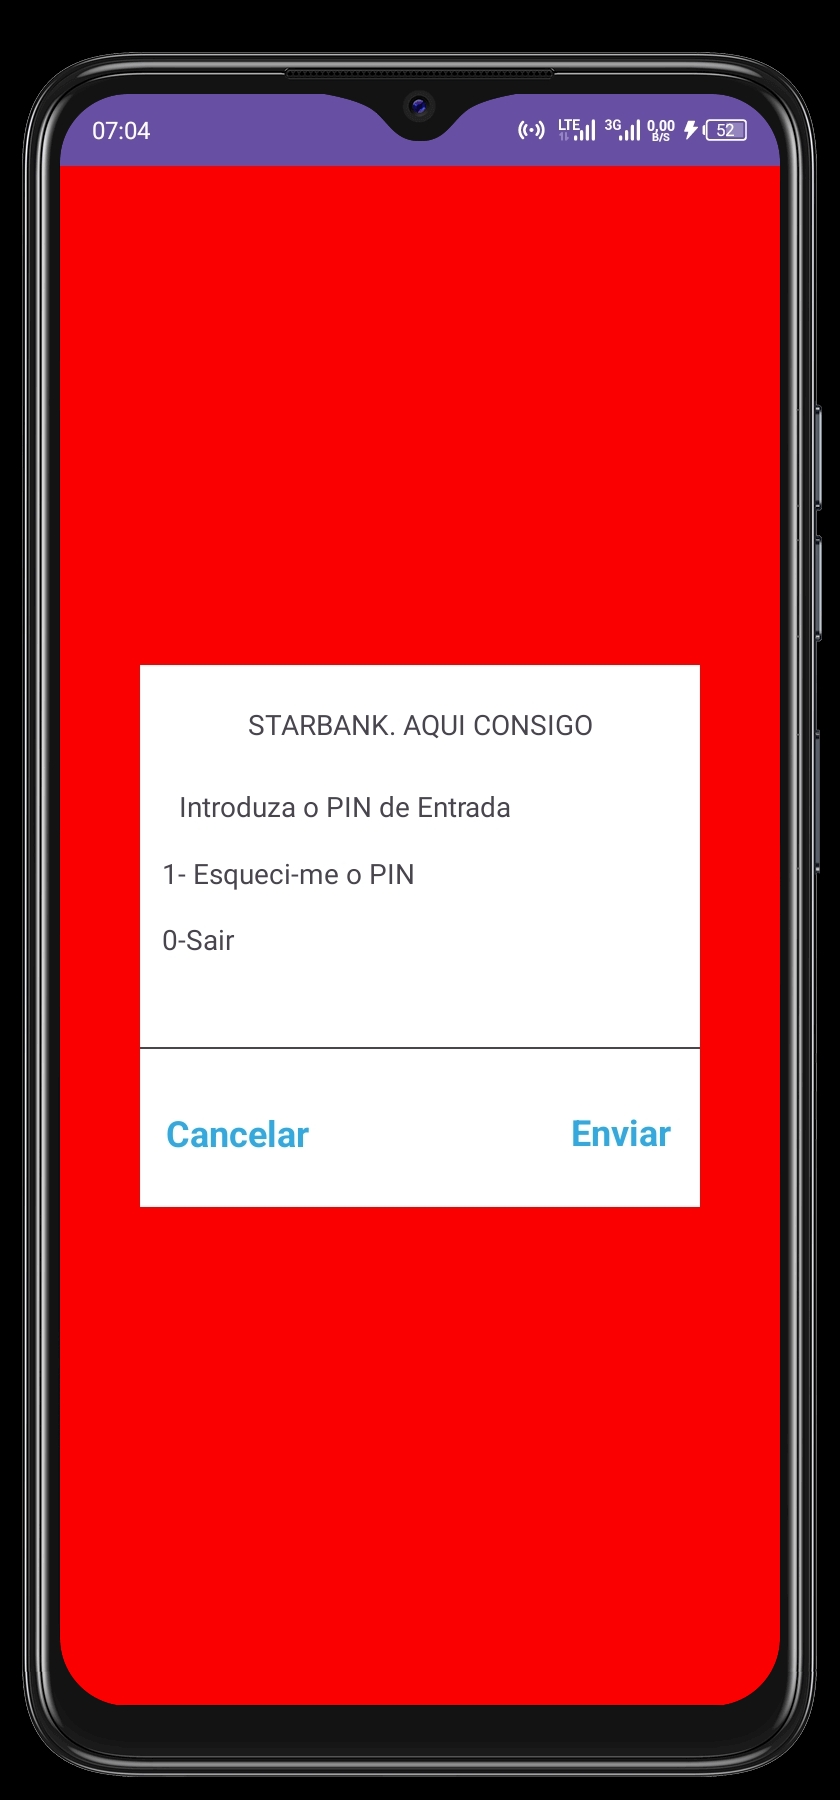 07:04
LTE 3G 0,00 B/S 52
STARBANK. AQUI CONSIGO
Introduza o PIN de Entrada
1- Esqueci-me o PIN
0-Sair
Cancelar Enviar